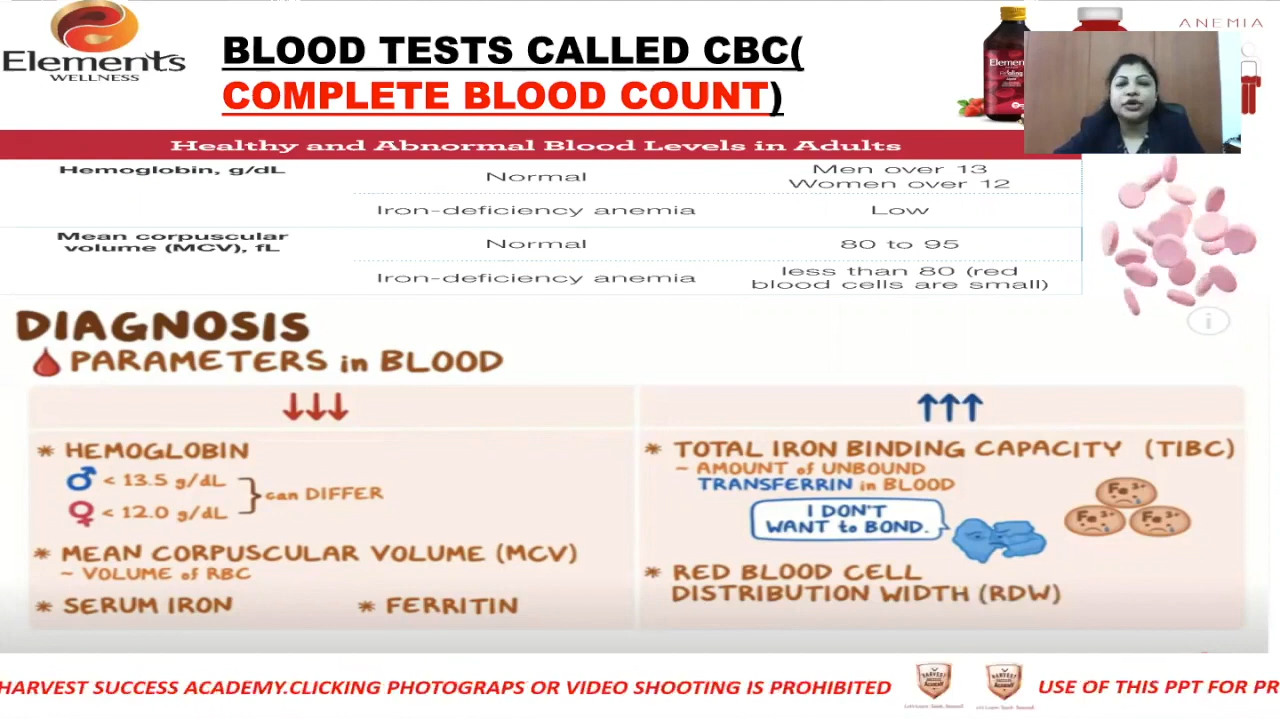 Elements
WELLNESS
BLOOD TESTS CALLED CBC(
COMPLETE BLOOD COUNT)
ANEMIA
Elements
Healthy and Abnormal Blood Levels in Adults
Hemoglobin, g/dL
Normal
Men over 13
Women over 12
Iron-deficiency anemia
Low
Mean corpuscular
volume (MCV), fL
Normal
80 to 95
Iron-deficiency anemia
less than 80 (red
blood cells are small)
i
DIAGNOSIS
PARAMETERS in BLOOD
↓↓↓
* HEMOGLOBIN
♂ < 13.5 g/dL
♀ < 12.0 g/dL
can DIFFER
* MEAN CORPUSCULAR VOLUME (MCV)
~ VOLUME of RBC
* SERUM IRON
* FERRITIN
↑↑↑
* TOTAL IRON BINDING CAPACITY (TIBC)
~ AMOUNT of UNBOUND
TRANSFERRIN in BLOOD
I DON'T
WANT to BOND.
Fe³⁺
Fe³⁺ Fe³⁺
* RED BLOOD CELL
DISTRIBUTION WIDTH (RDW)
HARVEST SUCCESS ACADEMY.CLICKING PHOTOGRAPS OR VIDEO SHOOTING IS PROHIBITED
USE OF THIS PPT FOR PR